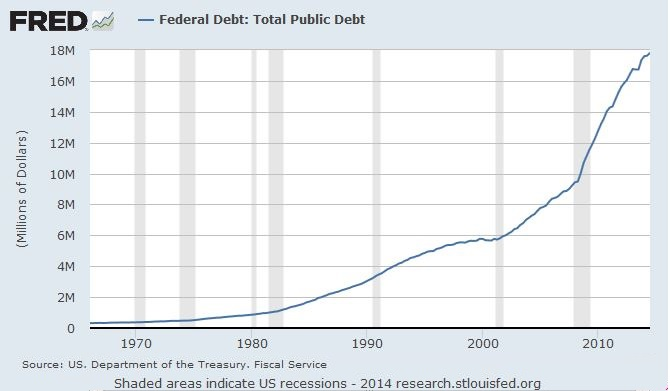 FRED
Federal Debt: Total Public Debt
18M
16M
14M
12M
10M
8M
6M
4M
2M
0
(Millions of Dollars)
1970 1980 1990 2000 2010
Source: US. Department of the Treasury. Fiscal Service
Shaded areas indicate US recessions - 2014 research.stlouisfed.org